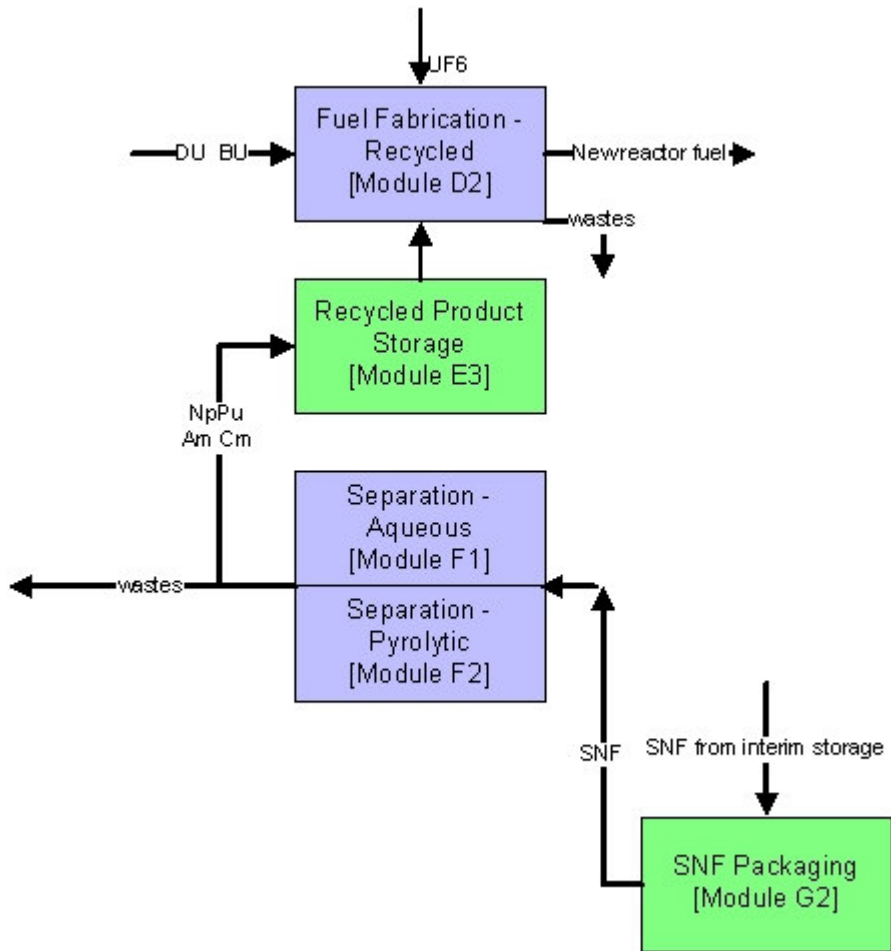 UF6
Fuel Fabrication -
Recycled
[Module D2]
DU BU
Newreactor fuel
wastes
Recycled Product
Storage
[Module E3]
NpPu
Am Cm
Separation -
Aqueous
[Module F1]
wastes
Separation -
Pyrolytic
[Module F2]
SNF
SNF from interim storage
SNF Packaging
[Module G2]